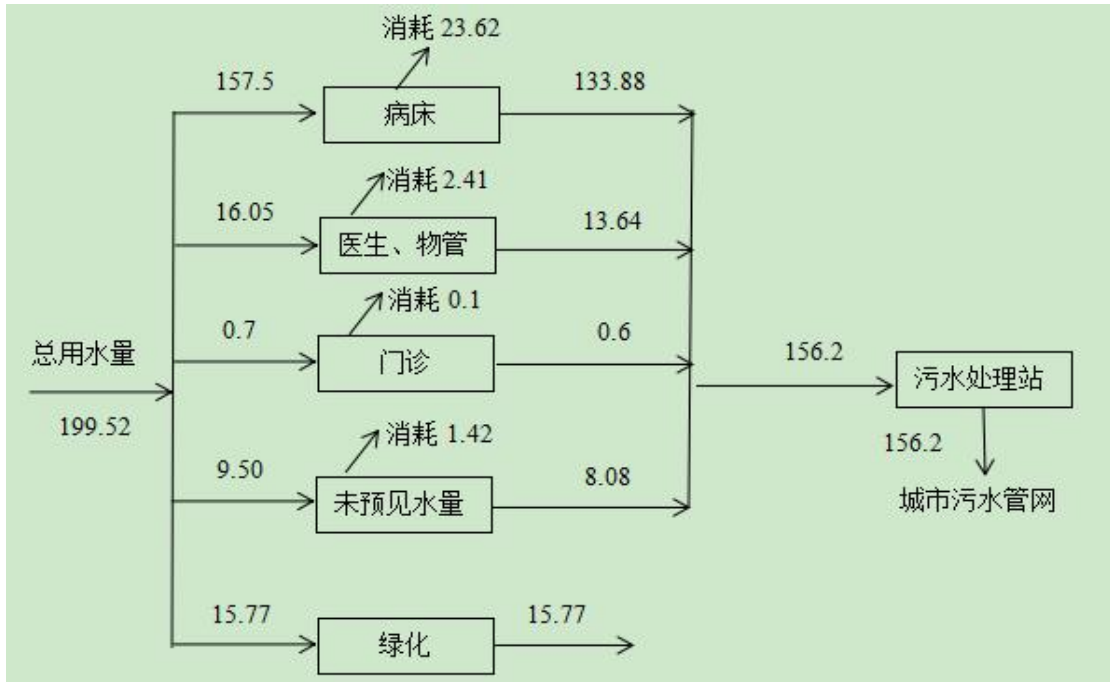 消耗 23.62
157.5
病床
133.88
消耗 2.41
16.05
医生、物管
13.64
消耗 0.1
0.7
门诊
0.6
总用水量
199.52
156.2
污水处理站
156.2
城市污水管网
消耗 1.42
9.50
未预见水量
8.08
15.77
绿化
15.77